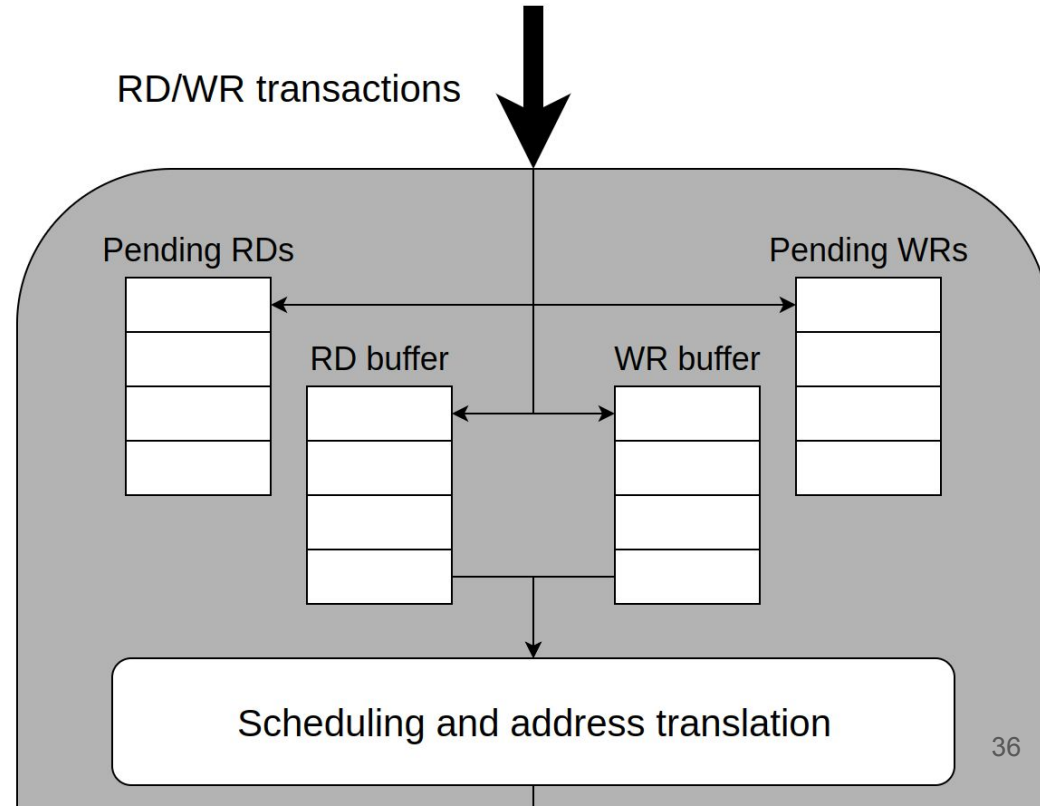 RD/WR transactions
Pending RDs
Pending WRs
RD buffer
WR buffer
Scheduling and address translation
36